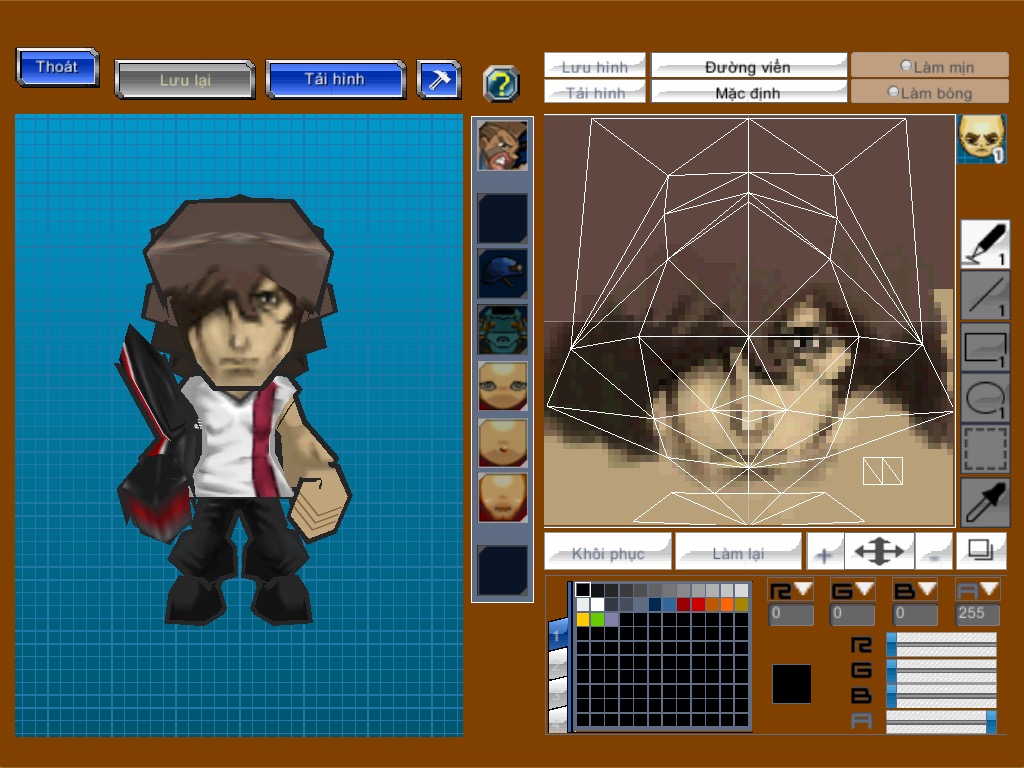 Thoát
Lưu lại
Tải hình
?
Lưu hình
Đường viền
Làm mịn
Tải hình
Mặc định
Làm bóng
1
1
1
1
1
Khôi phục
Làm lại
+
-
R
G
B
A
0
0
0
255
1
R
G
B
A